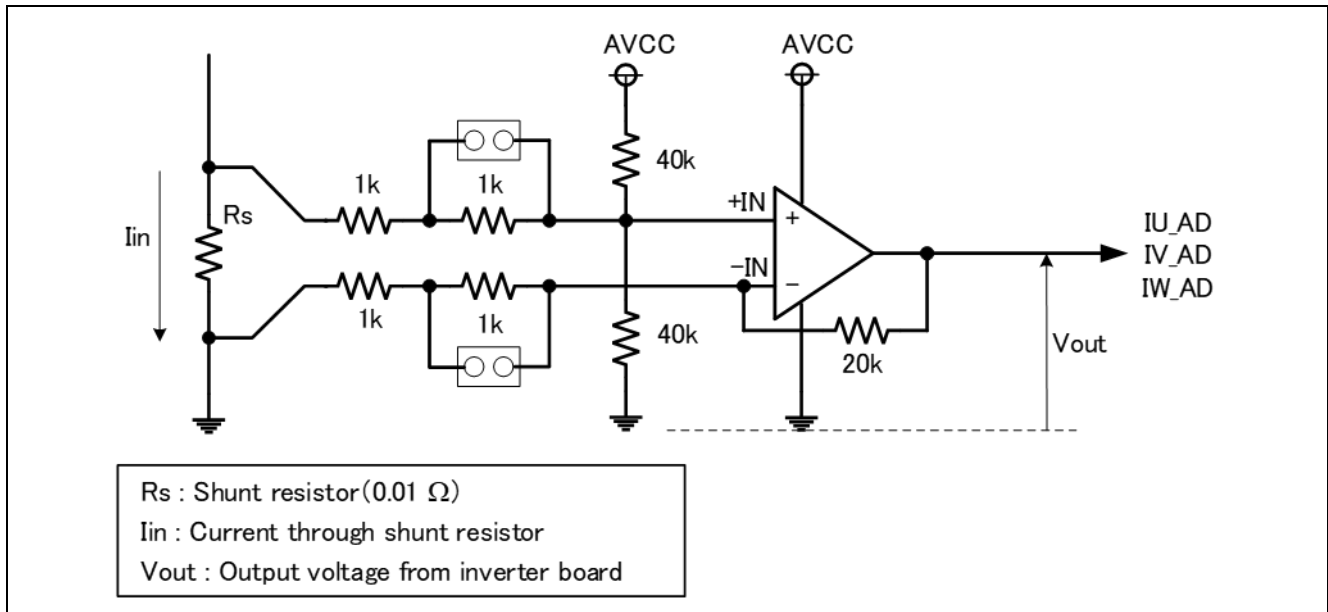 AVCC
AVCC
40k
1k
1k
+IN
+
Rs
Iin
IU_AD
IV_AD
IW_AD
-IN
-
1k
1k
40k
20k
Vout
Rs : Shunt resistor(0.01 Ω)
Iin : Current through shunt resistor
Vout : Output voltage from inverter board